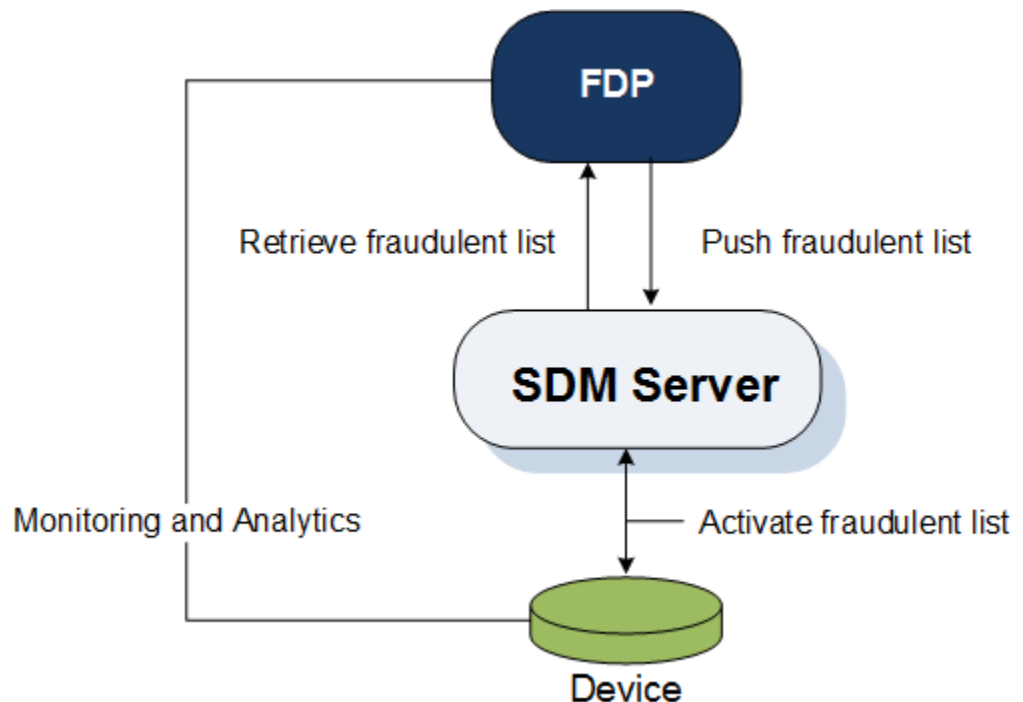 FDP
Retrieve fraudulent list
Push fraudulent list
SDM Server
Monitoring and Analytics
Activate fraudulent list
Device